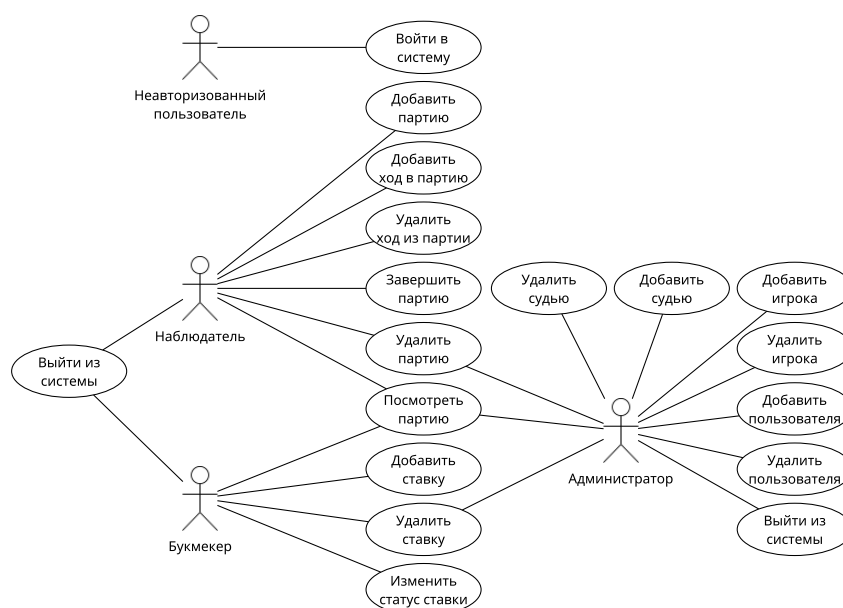 Войти в
систему
Неавторизованный
пользователь
Добавить
партию
Добавить
ход в партию
Удалить
ход из партии
Наблюдатель
Завершить
партию
Удалить
судью
Добавить
судью
Добавить
игрока
Выйти из
системы
Удалить
партию
Удалить
игрока
Посмотреть
партию
Администратор
Добавить
пользователя
Букмекер
Добавить
ставку
Удалить
пользователя
Удалить
ставку
Выйти из
системы
Изменить
статус ставки